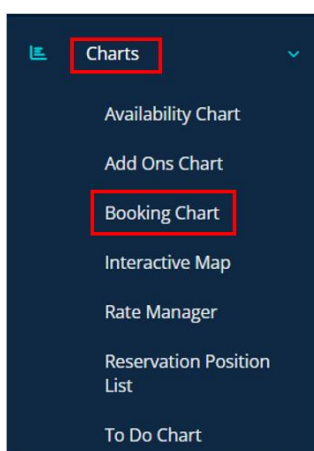 Charts
Availability Chart
Add Ons Chart
Booking Chart
Interactive Map
Rate Manager
Reservation Position
List
To Do Chart